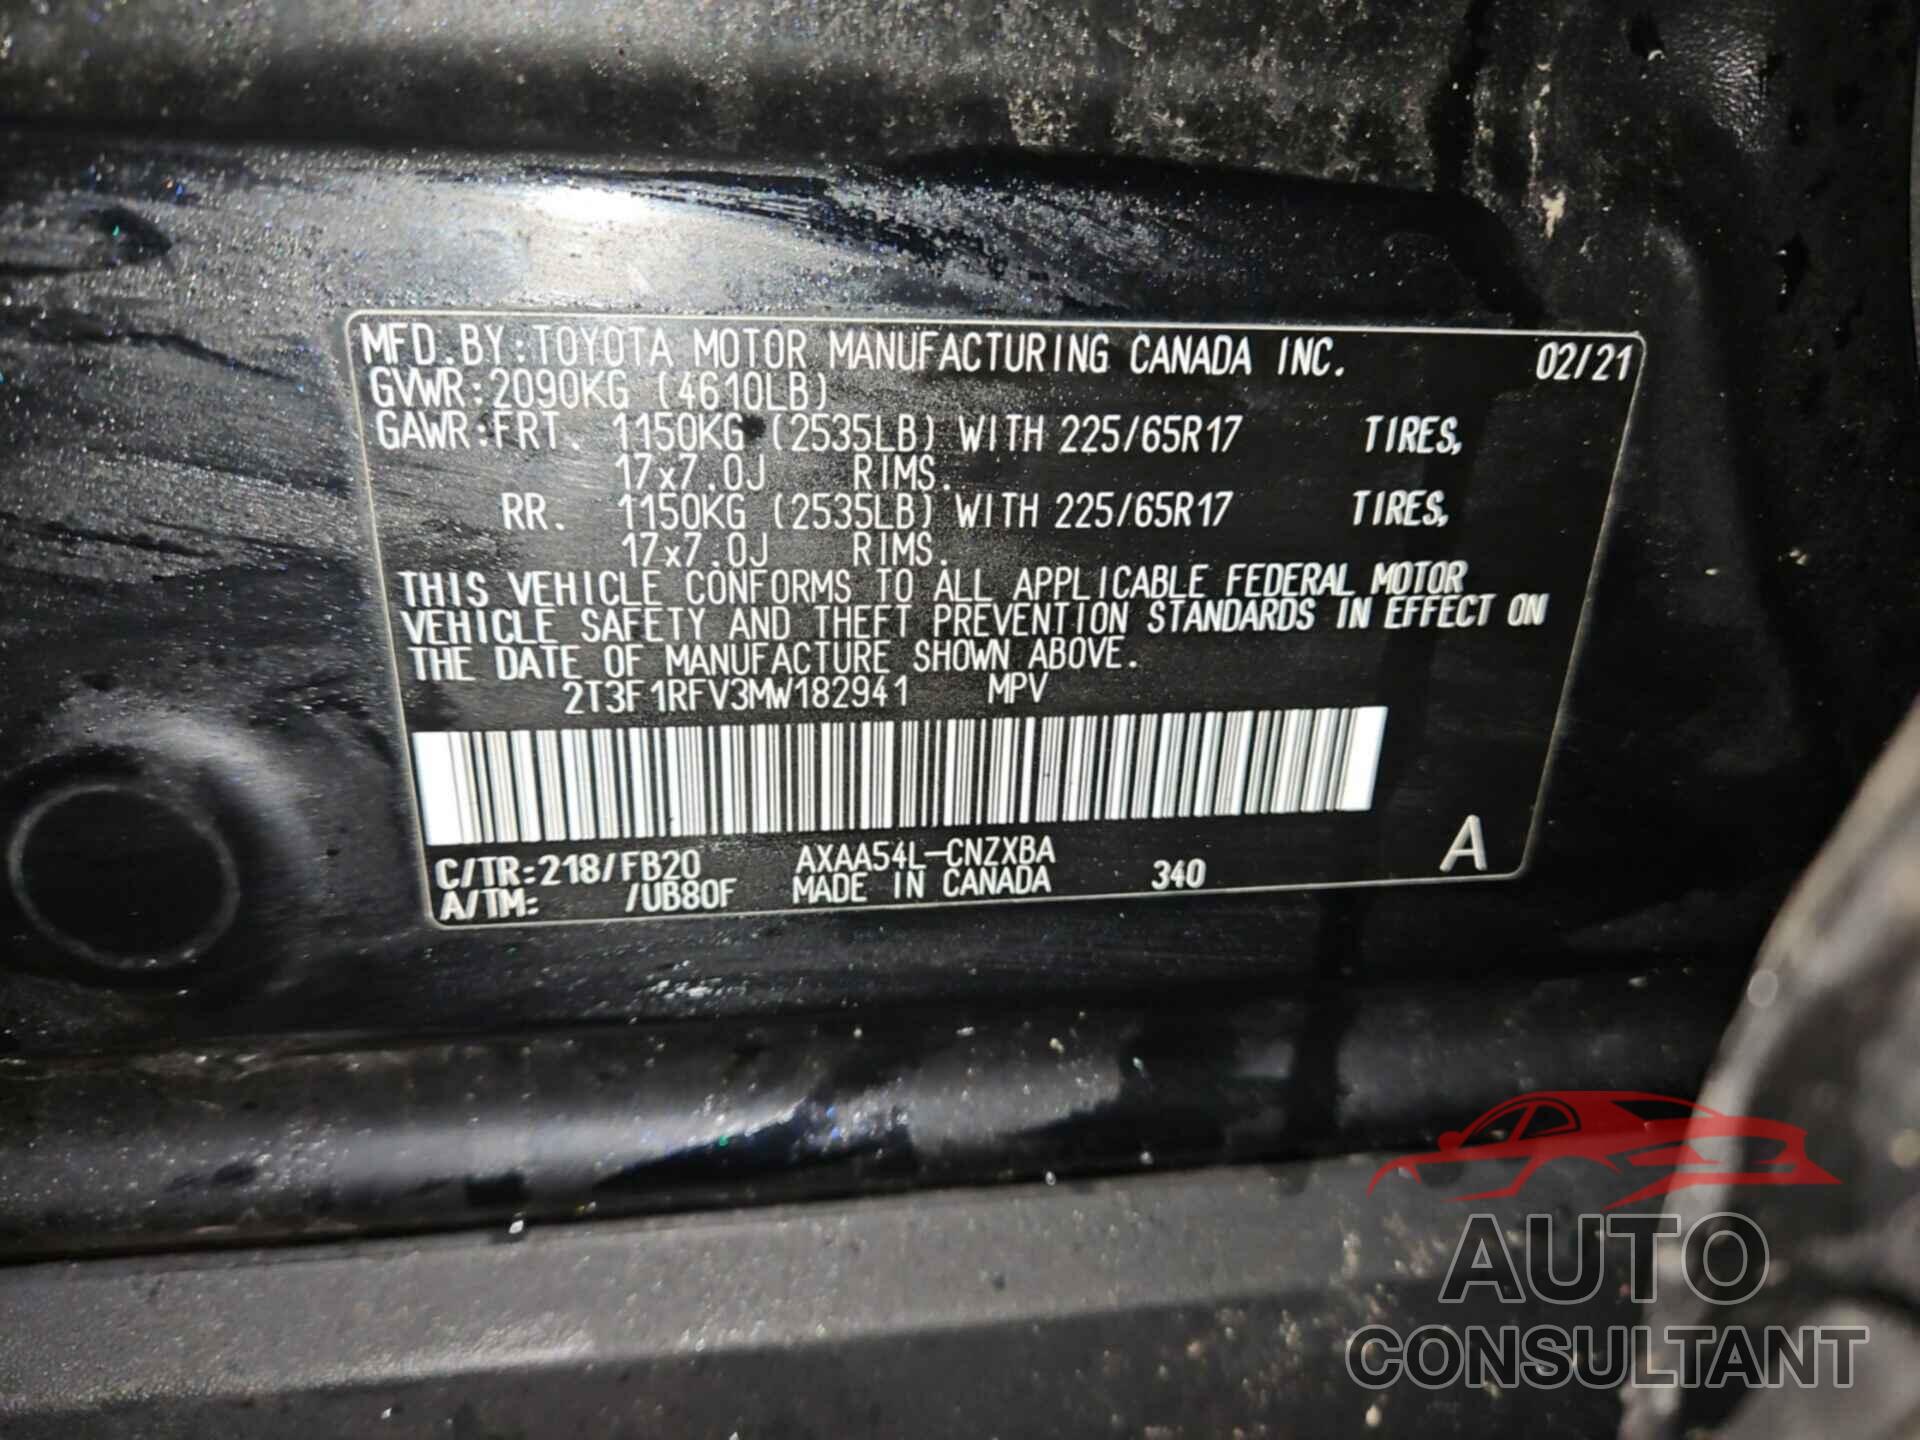 MFD.BY:TOYOTA MOTOR MANUFACTURING CANADA INC. 02/21
GVWR:2090KG (4610LB)
GAWR:FRT. 1150KG (2535LB) WITH 225/65R17 TIRES,
17x7.0J RIMS.
RR. 1150KG (2535LB) WITH 225/65R17 TIRES,
17x7.0J RIMS.
THIS VEHICLE CONFORMS TO ALL APPLICABLE FEDERAL MOTOR
VEHICLE SAFETY AND THEFT PREVENTION STANDARDS IN EFFECT ON
THE DATE OF MANUFACTURE SHOWN ABOVE.
2T3F1RFV3MW182941 MPV
C/TR:218/FB20 AXAA54L-CNZXBA
A/TM: /UB80F MADE IN CANADA 340 A
AUTO
CONSULTANT